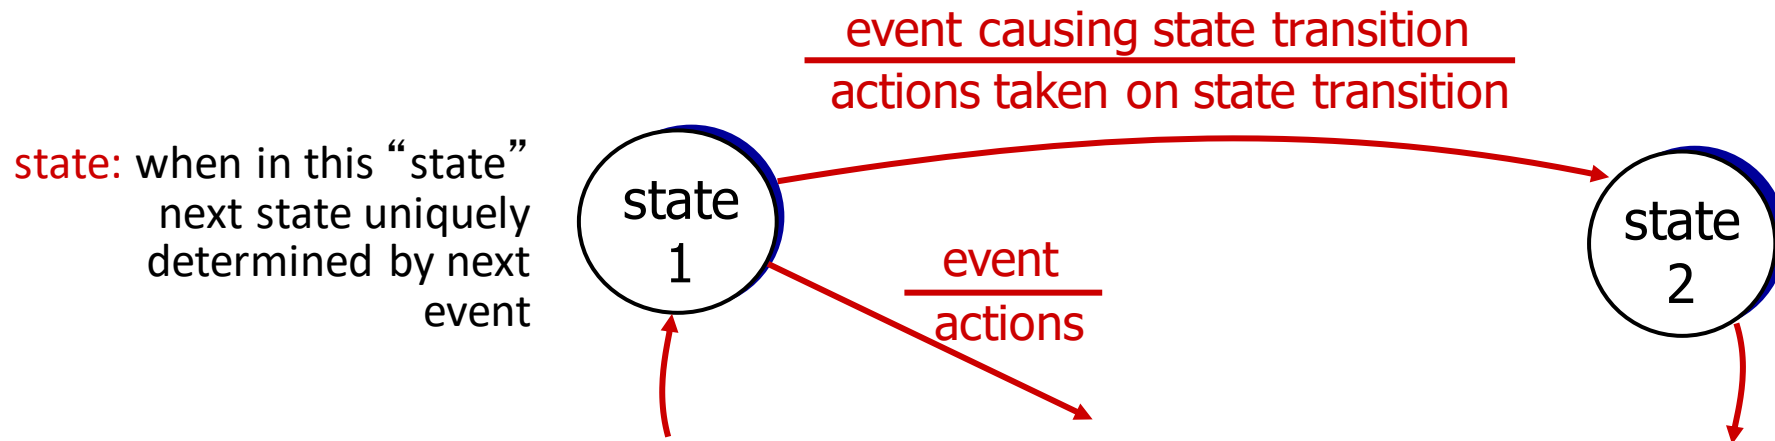 event causing state transition
actions taken on state transition
state: when in this “state”
next state uniquely
determined by next
event
state
1
event
actions
state
2